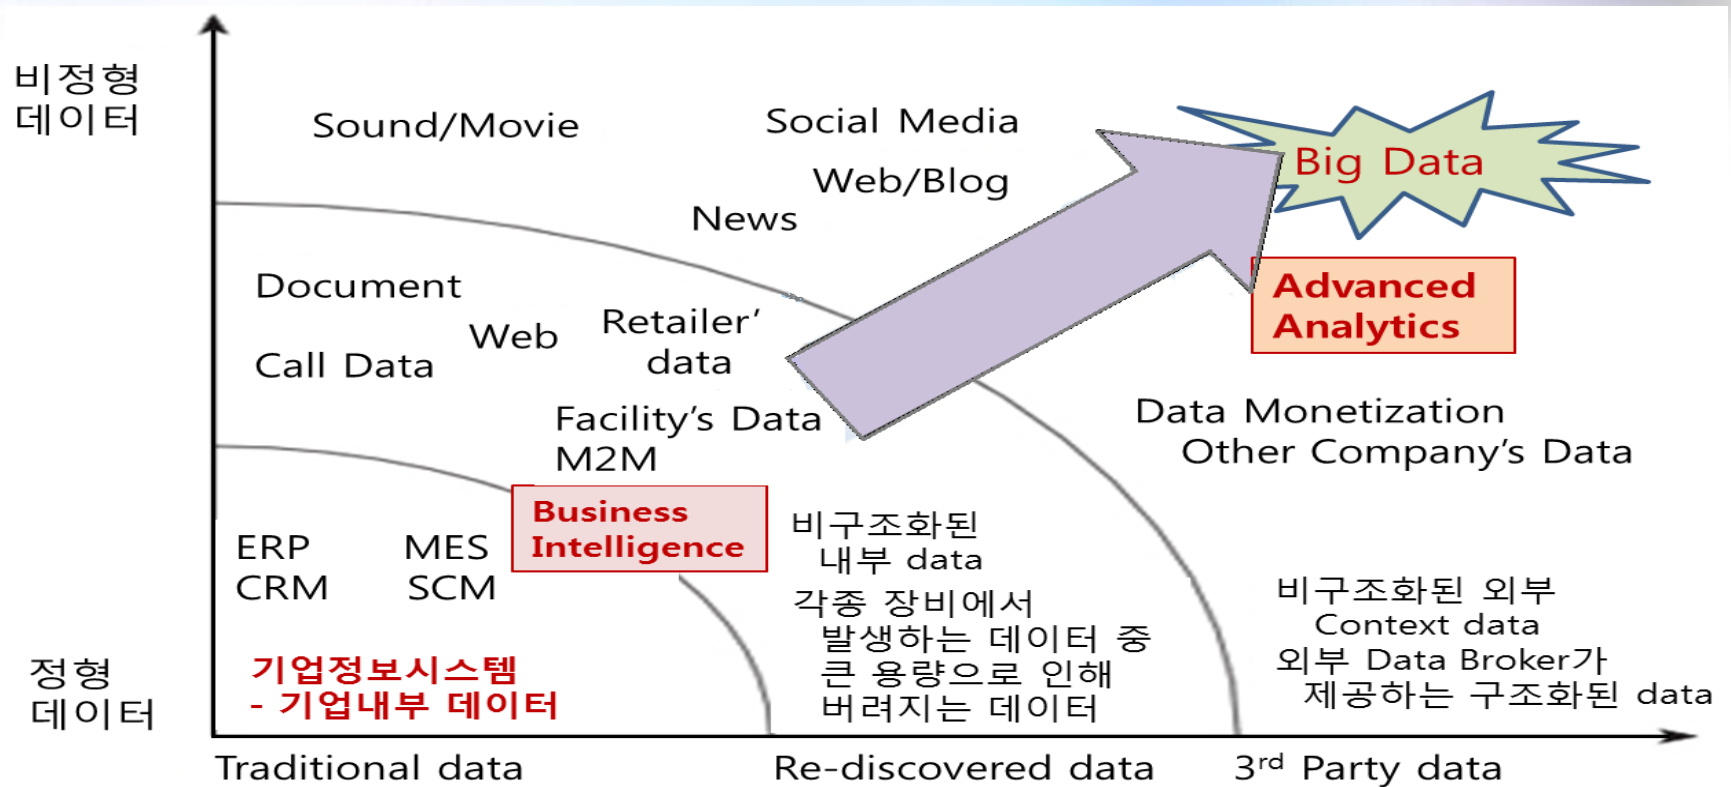 비정형
데이터
Sound/Movie
Social Media
Web/Blog
News
Big Data
Document
Web
Retailer’
data
Call Data
Advanced
Analytics
Facility’s Data
M2M
Data Monetization
Other Company’s Data
Business
Intelligence
ERP MES
CRM SCM
비구조화된
내부 data
각종 장비에서
발생하는 데이터 중
큰 용량으로 인해
버려지는 데이터
비구조화된 외부
Context data
외부 Data Broker가
제공하는 구조화된 data
정형
데이터
기업정보시스템
- 기업내부 데이터
Traditional data
Re-discovered data
3rd Party data